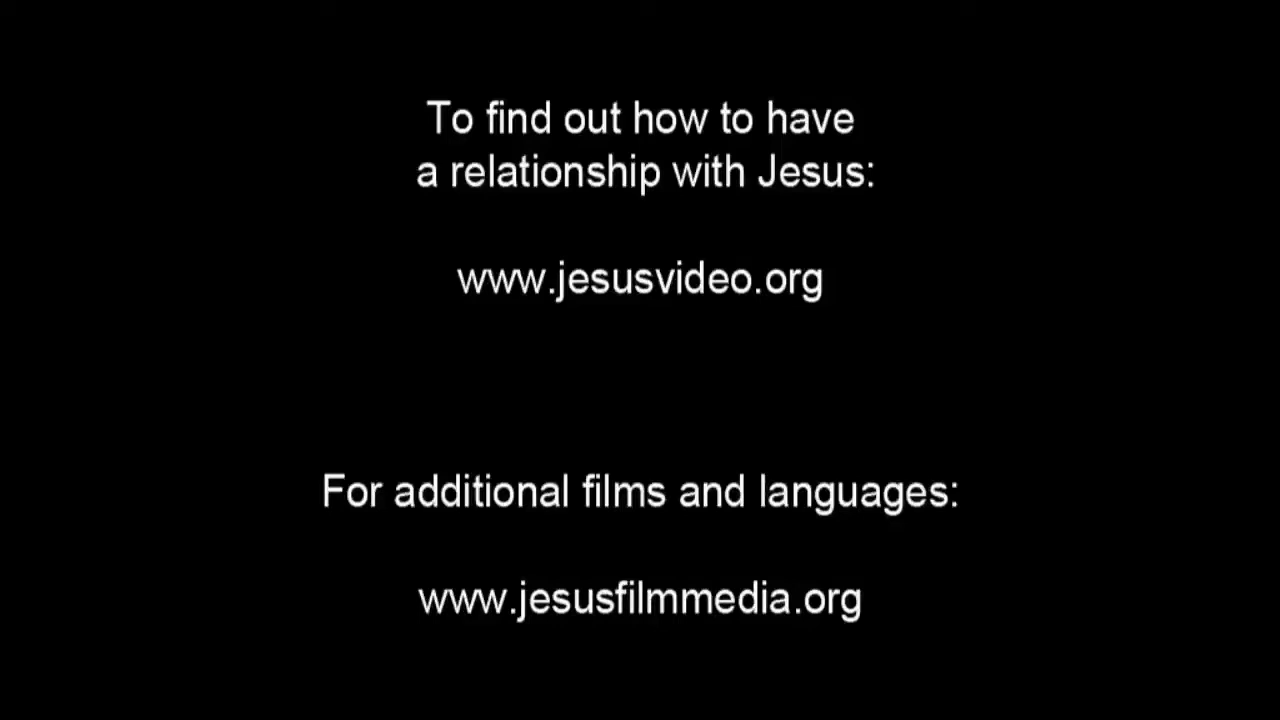 To find out how to have
a relationship with Jesus:
www.jesusvideo.org
For additional films and languages:
www.jesusfilmmedia.org